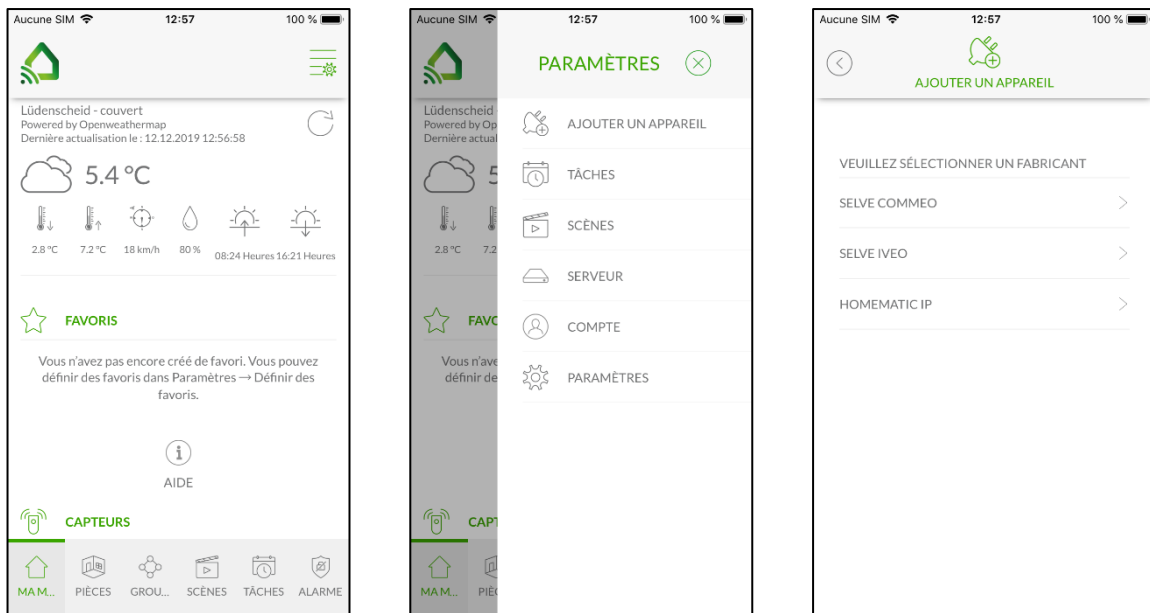 Aucune SIM 12:57 100 %
Lüdenscheid - couvert
Powered by Openweathermap
Dernière actualisation le : 12.12.2019 12:56:58
5.4 °C
2.8 °C 7.2 °C 18 km/h 80 % 08:24 Heures 16:21 Heures
FAVORIS
Vous n'avez pas encore créé de favori. Vous pouvez
définir des favoris dans Paramètres → Définir des
favoris.
AIDE
CAPTEURS
MA M... PIÈCES GROU... SCÈNES TÂCHES ALARME
Aucune SIM 12:57 100 %
PARAMÈTRES
Lüdenscheid -
Powered by Op
Dernière actual
5
2.8 °C 7.2
FAVO
Vous n'ave
définir de
CAPT
MA M... PIÈC
AJOUTER UN APPAREIL
TÂCHES
SCÈNES
SERVEUR
COMPTE
PARAMÈTRES
Aucune SIM 12:57 100 %
AJOUTER UN APPAREIL
VEUILLEZ SÉLECTIONNER UN FABRICANT
SELVE COMMEO
SELVE IVEO
HOMEMATIC IP